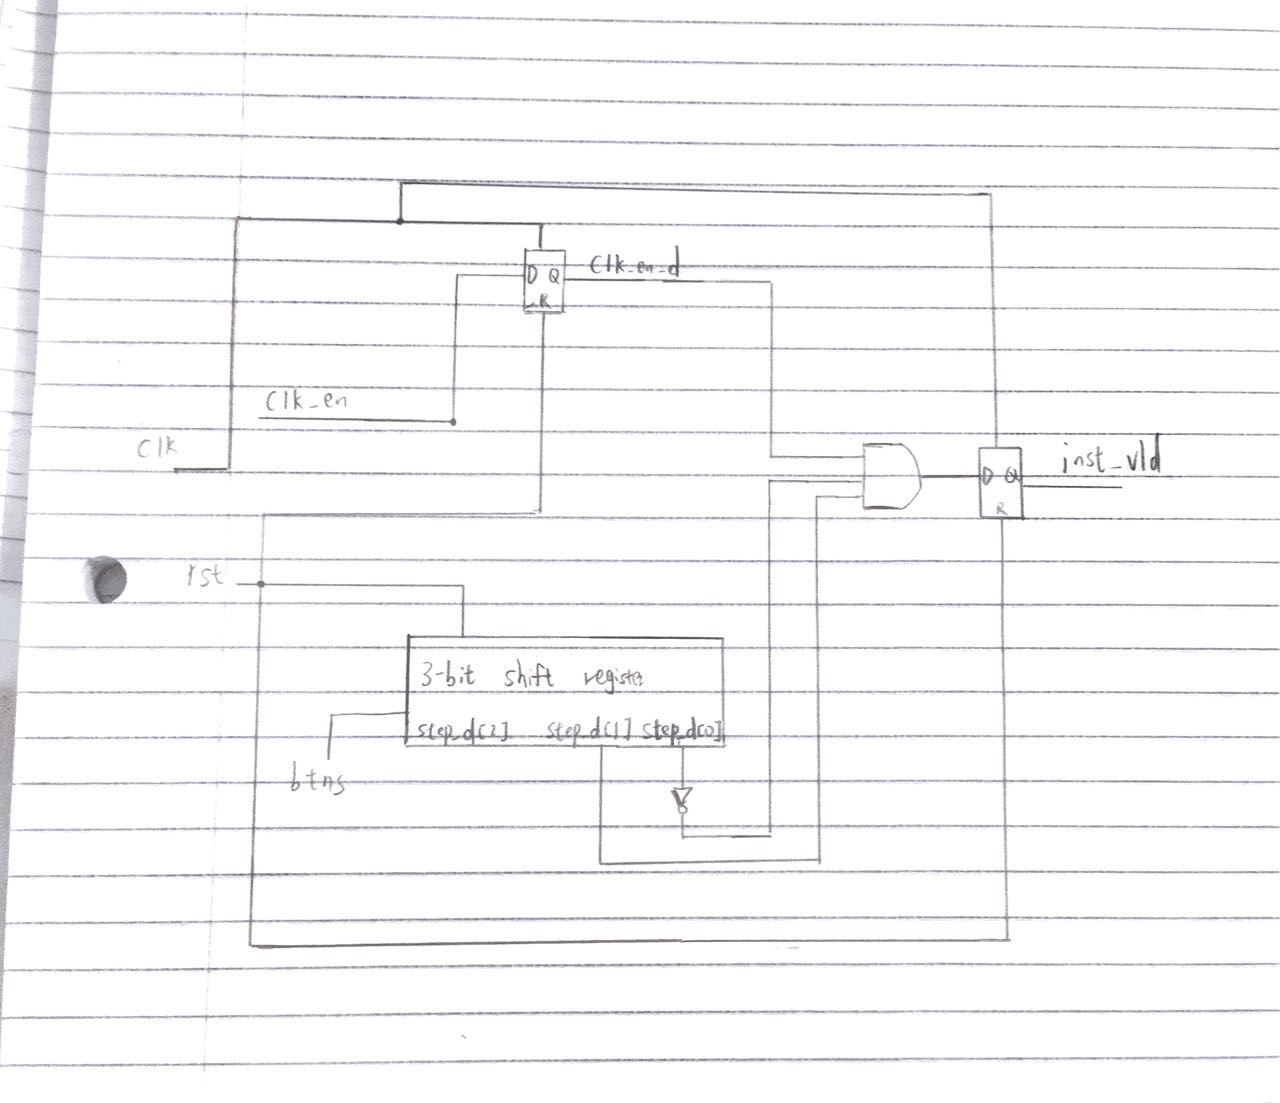 Clk_en_d
D Q
R
Clk_en
Clk
inst_vld
D Q
R
rst
3-bit shift register
step_d[2] step_d[1] step_d[0]
btns